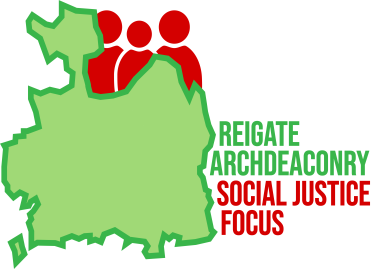 REIGATE
ARCHDEACONRY
SOCIAL JUSTICE
FOCUS